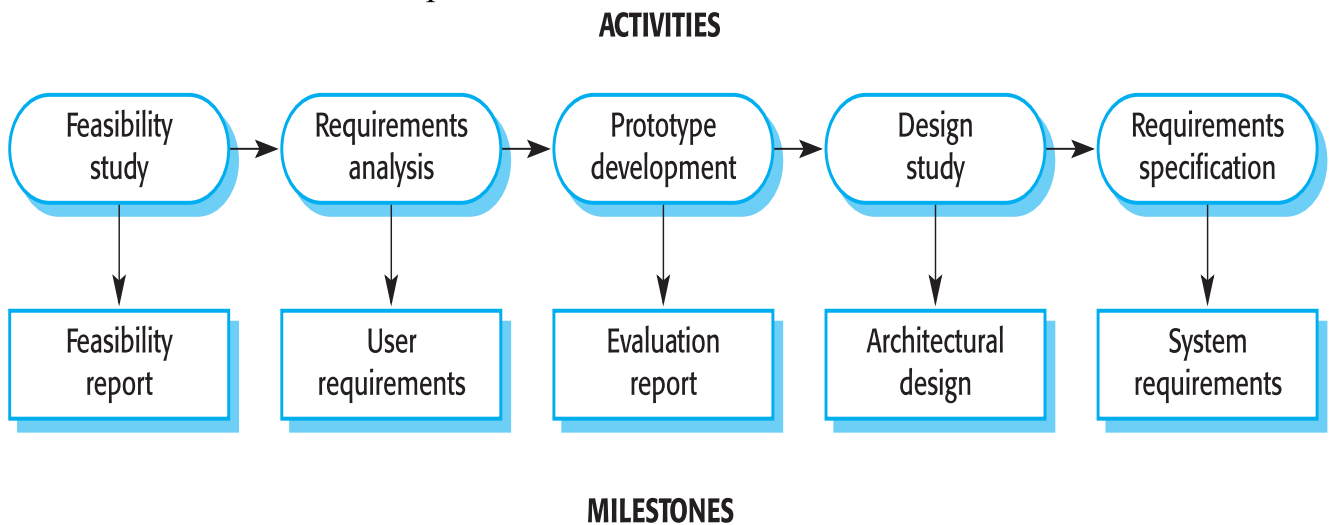 ACTIVITIES
Feasibility
study
Requirements
analysis
Prototype
development
Design
study
Requirements
specification
Feasibility
report
User
requirements
Evaluation
report
Architectural
design
System
requirements
MILESTONES